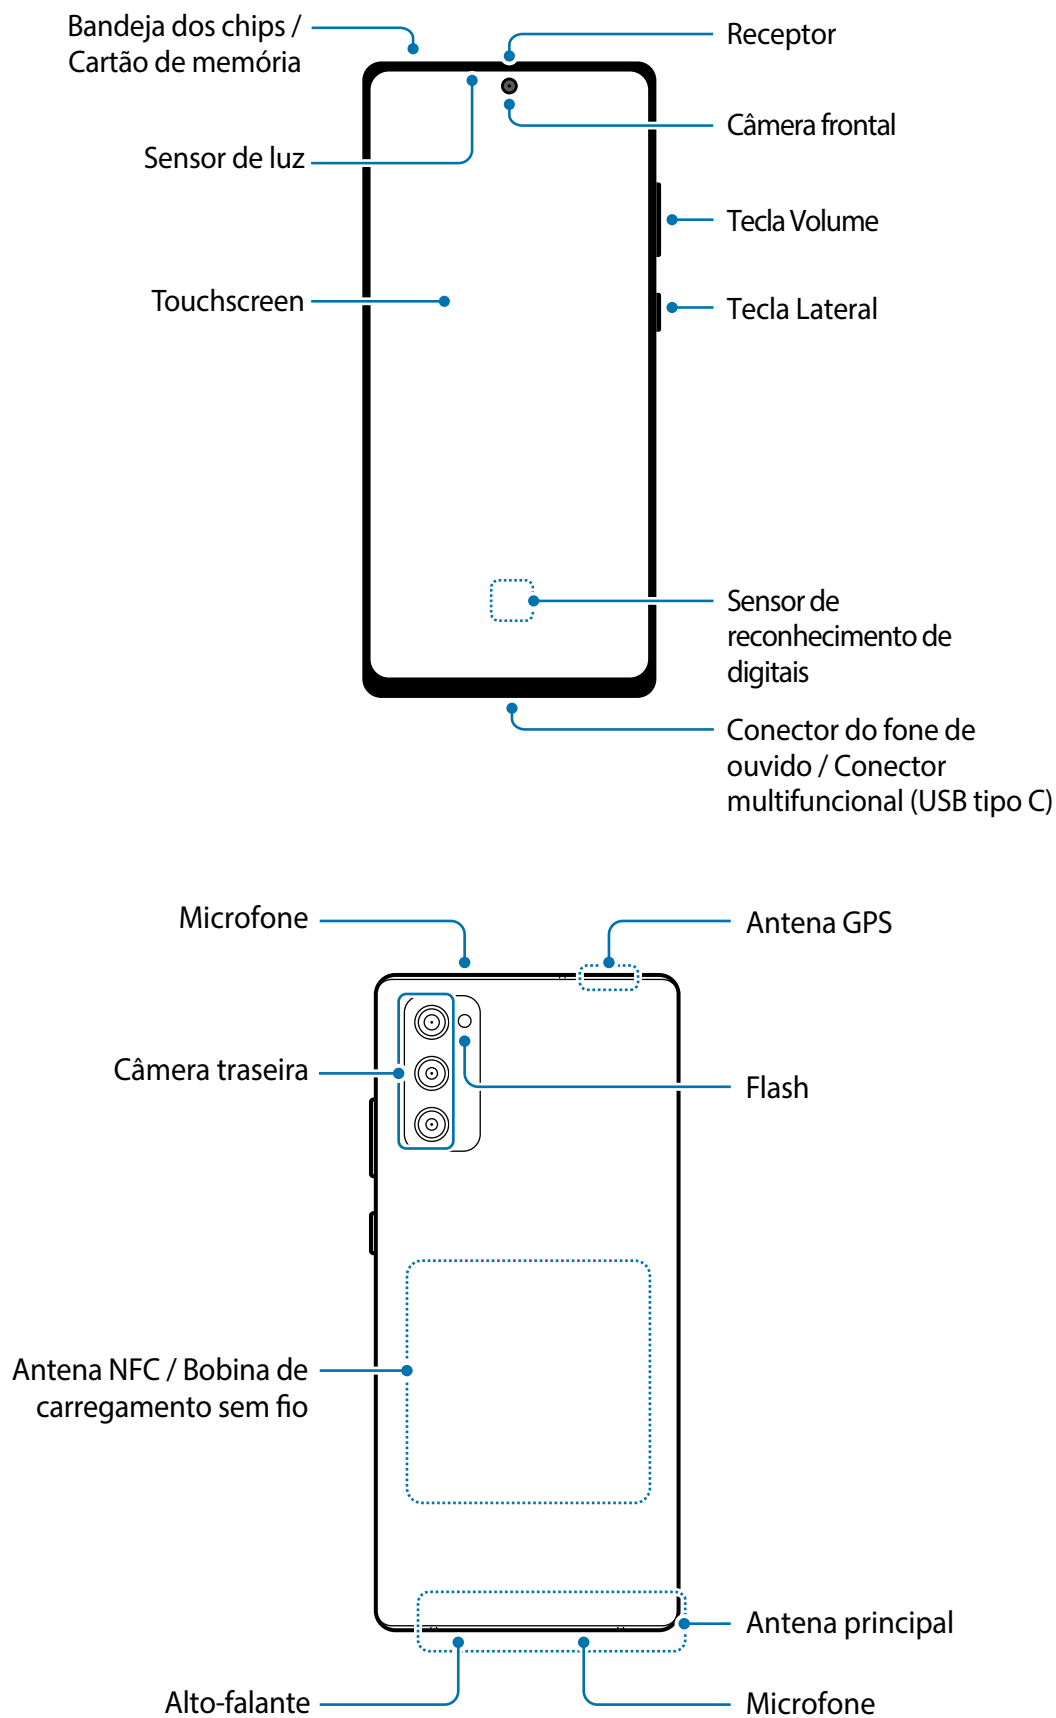 Bandeja dos chips /
Cartão de memória
Receptor
Câmera frontal
Sensor de luz
Tecla Volume
Touchscreen
Tecla Lateral
Sensor de
reconhecimento de
digitais
Conector do fone de
ouvido / Conector
multifuncional (USB tipo C)
Microfone
Antena GPS
Câmera traseira
Flash
Antena NFC / Bobina de
carregamento sem fio
Antena principal
Alto-falante
Microfone